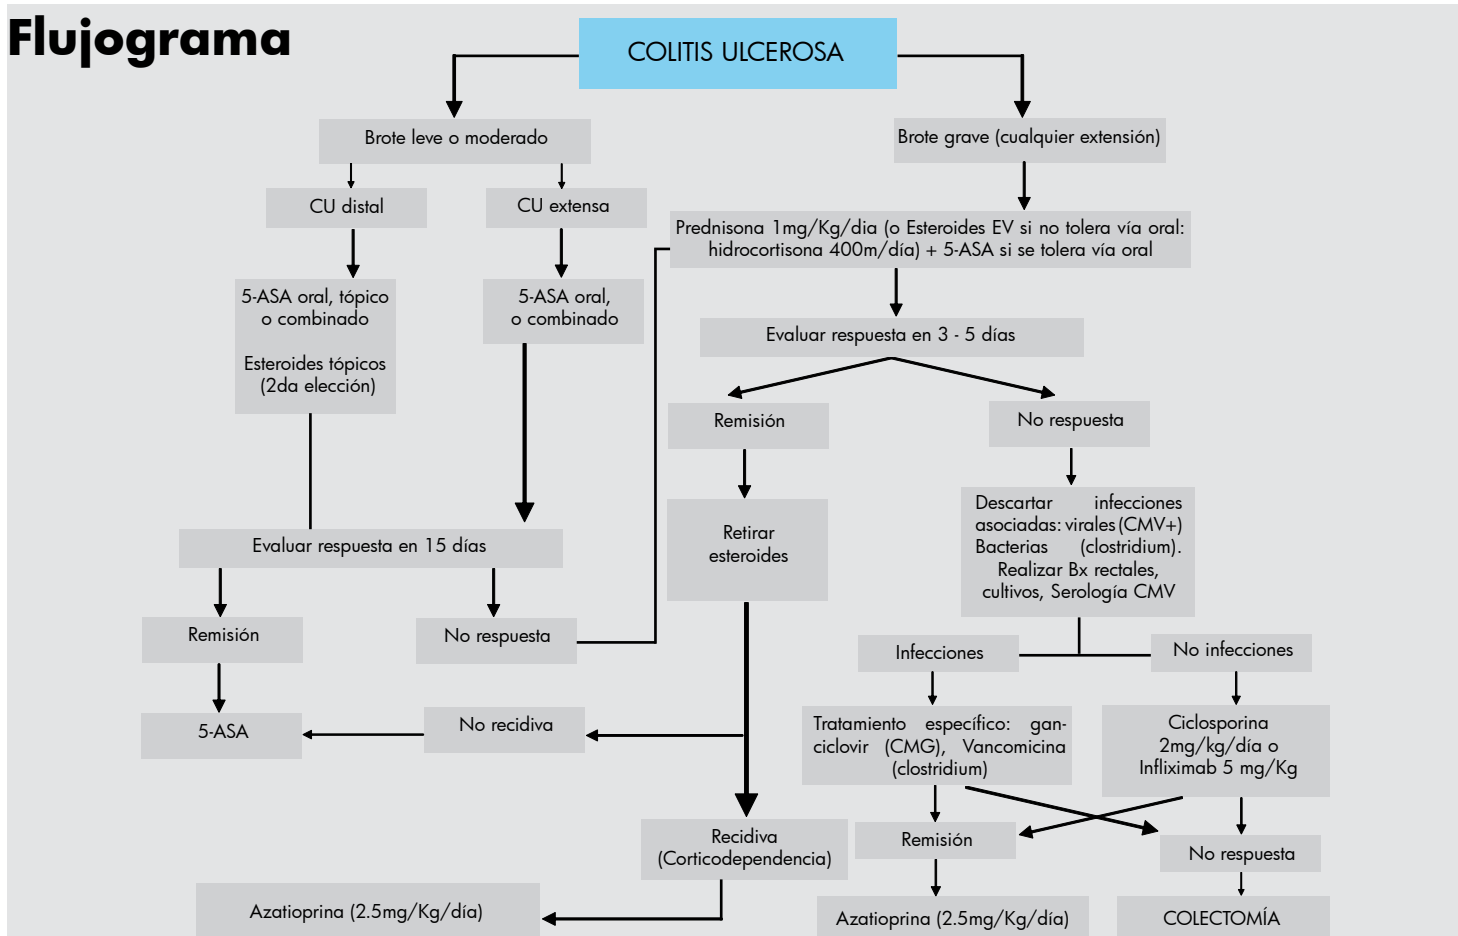 Flujograma
COLITIS ULCEROSA
Brote leve o moderado
Brote grave (cualquier extensión)
CU distal
CU extensa
Prednisona 1mg/Kg/dia (o Esteroides EV si no tolera vía oral:
hidrocortisona 400m/día) + 5-ASA si se tolera vía oral
5-ASA oral, tópico
o combinado
Esteroides tópicos
(2da elección)
5-ASA oral,
o combinado
Evaluar respuesta en 3 - 5 días
Remisión
No respuesta
Retirar
esteroides
Descartar infecciones
asociadas: virales (CMV+)
Bacterias (clostridium).
Realizar Bx rectales,
cultivos, Serología CMV
Evaluar respuesta en 15 días
Remisión
No respuesta
Infecciones
No infecciones
5-ASA
No recidiva
Tratamiento específico: gan-
ciclovir (CMG), Vancomicina
(clostridium)
Ciclosporina
2mg/kg/día o
Infliximab 5 mg/Kg
Recidiva
(Corticodependencia)
Remisión
No respuesta
Azatioprina (2.5mg/Kg/día)
Azatioprina (2.5mg/Kg/día)
COLECTOMÍA